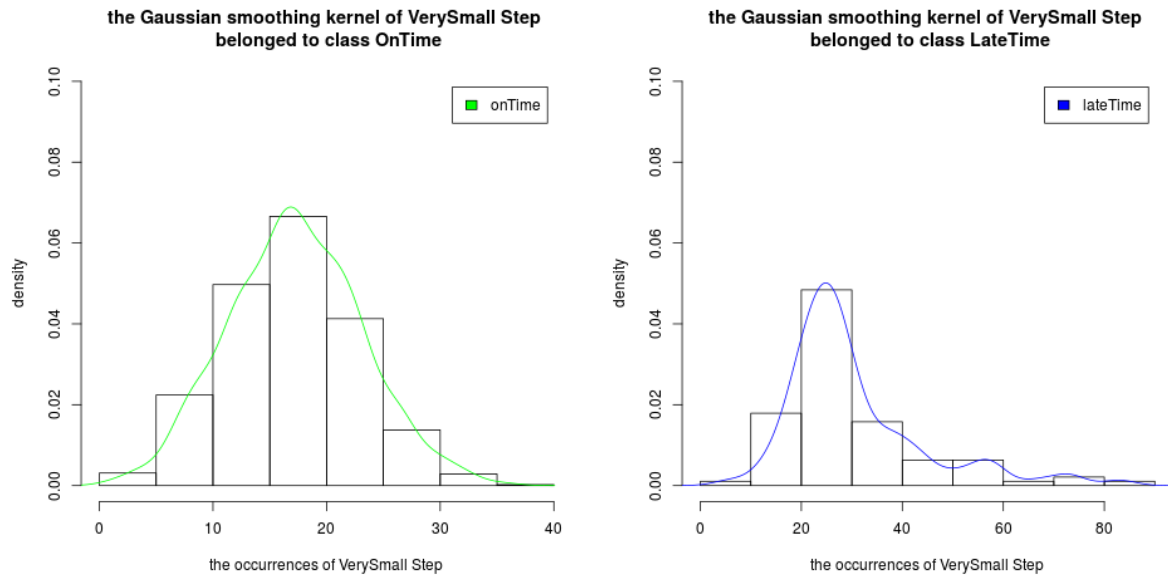 the Gaussian smoothing kernel of VerySmall Step
belonged to class OnTime
onTime
density
0.10
0.08
0.06
0.04
0.02
0.00
0 10 20 30 40
the occurrences of VerySmall Step
the Gaussian smoothing kernel of VerySmall Step
belonged to class LateTime
lateTime
density
0.10
0.08
0.06
0.04
0.02
0.00
0 20 40 60 80
the occurrences of VerySmall Step